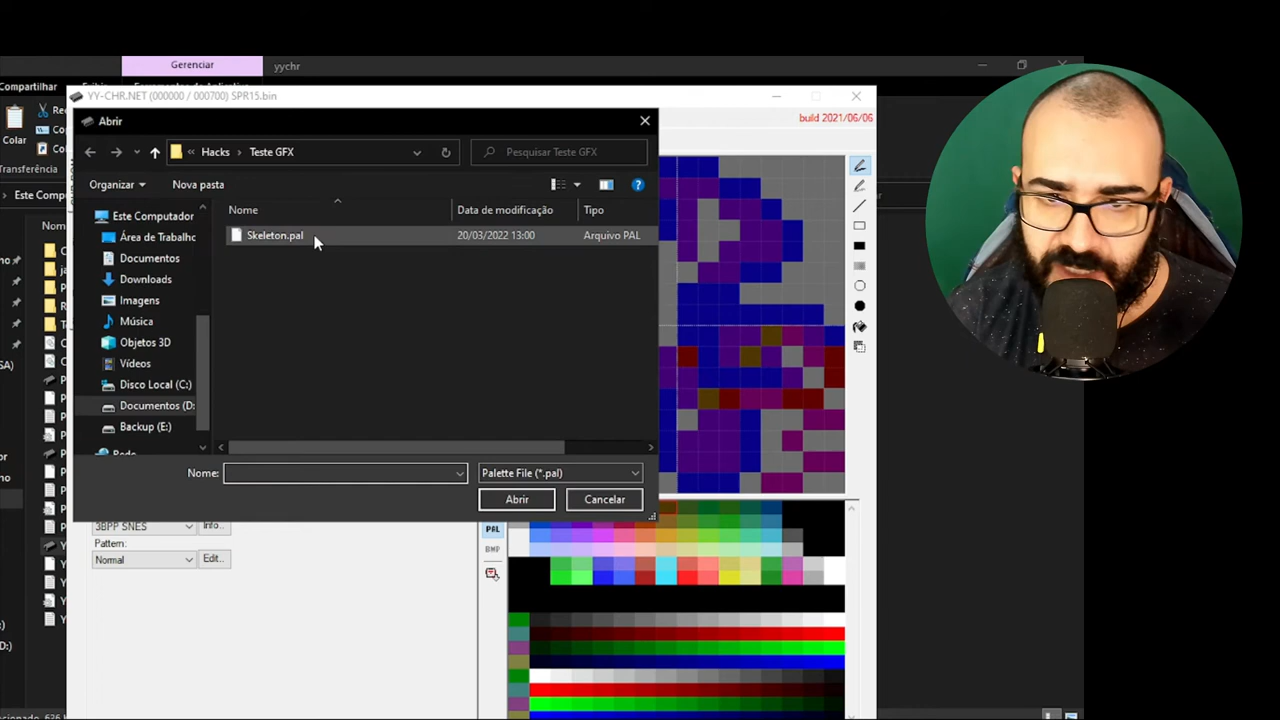 Gerenciar
yychr
Compartilhar
YY-CHR.NET (000000 / 000700) SPR15.bin
build 2021/06/06
Abrir
Colar
Transferência
« Hacks › Teste GFX
Pesquisar Teste GFX
Organizar
Nova pasta
Este Comput
Nome
Data de modificação
Tipo
Este Computador
Skeleton.pal
20/03/2022 13:00
Arquivo PAL
Área de Trabalho
Documentos
Downloads
Imagens
Música
Objetos 3D
Vídeos
Disco Local (C:)
Documentos (D:
Backup (E:)
Rede
Nome:
Palette File (*.pal)
Abrir
Cancelar
3BPP SNES
Info..
PAL
Pattern:
BMP
Normal
Edit..